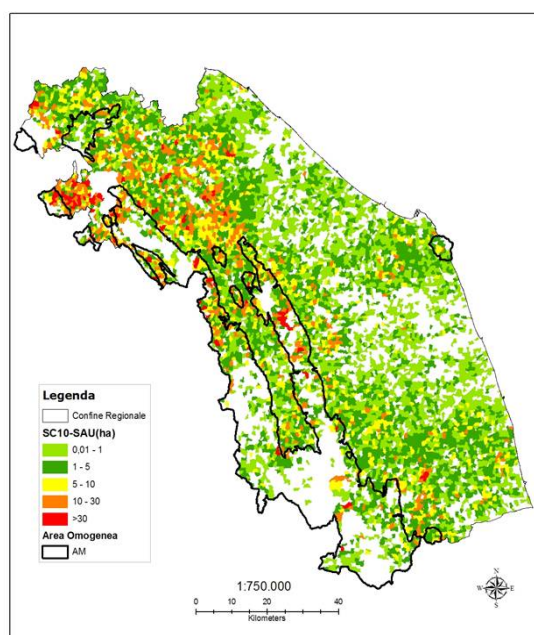 Legenda
Confine Regionale
SC10-SAU(ha)
0,01 - 1
1 - 5
5 - 10
10 - 30
>30
Area Omogenea
AM
1:750.000
0 10 20 40
Kilometers
N
W E
S